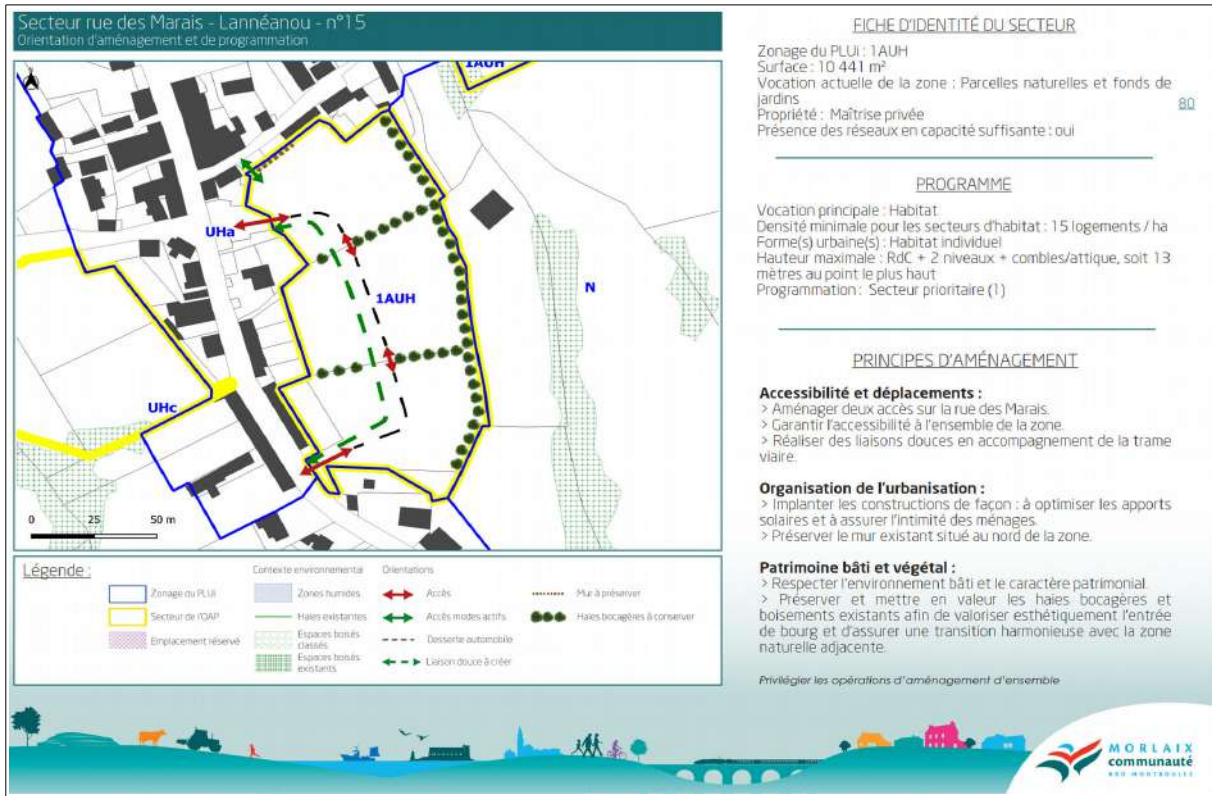 Secteur rue des Marais - Lannéanou - n°15
Orientation d'aménagement et de programmation
1AUH
UHa
1AUH
N
UHc
0 25 50 m
Légende :
Zonage du PLUi
Secteur de l'OAP
Emplacement réservé
Contexte environnemental
Zones humides
Haies existantes
Espaces boisés
classés
Espaces boisés
existants
Orientations
Accès
Accès modes actifs
Desserte automobile
Liaison douce à créer
Mur à préserver
Haies bocagères à conserver
FICHE D'IDENTITÉ DU SECTEUR
Zonage du PLUi : 1AUH
Surface : 10 441 m²
Vocation actuelle de la zone : Parcelles naturelles et fonds de
jardins
Propriété : Maîtrise privée
Présence des réseaux en capacité suffisante : oui
80
PROGRAMME
Vocation principale : Habitat
Densité minimale pour les secteurs d'habitat : 15 logements / ha
Forme(s) urbaine(s) : Habitat individuel
Hauteur maximale : RdC + 2 niveaux + combles/attique, soit 13
mètres au point le plus haut
Programmation : Secteur prioritaire (1)
PRINCIPES D'AMÉNAGEMENT
Accessibilité et déplacements :
> Aménager deux accès sur la rue des Marais.
> Garantir l'accessibilité à l'ensemble de la zone.
> Réaliser des liaisons douces en accompagnement de la trame
viaire.
Organisation de l'urbanisation :
> Implanter les constructions de façon : à optimiser les apports
solaires et à assurer l'intimité des ménages.
> Préserver le mur existant situé au nord de la zone.
Patrimoine bâti et végétal :
> Respecter l'environnement bâti et le caractère patrimonial.
> Préserver et mettre en valeur les haies bocagères et
boisements existants afin de valoriser esthétiquement l'entrée
de bourg et d'assurer une transition harmonieuse avec la zone
naturelle adjacente.
Privilégier les opérations d'aménagement d'ensemble
MORLAIX
communauté
BRO MONTROULEZ